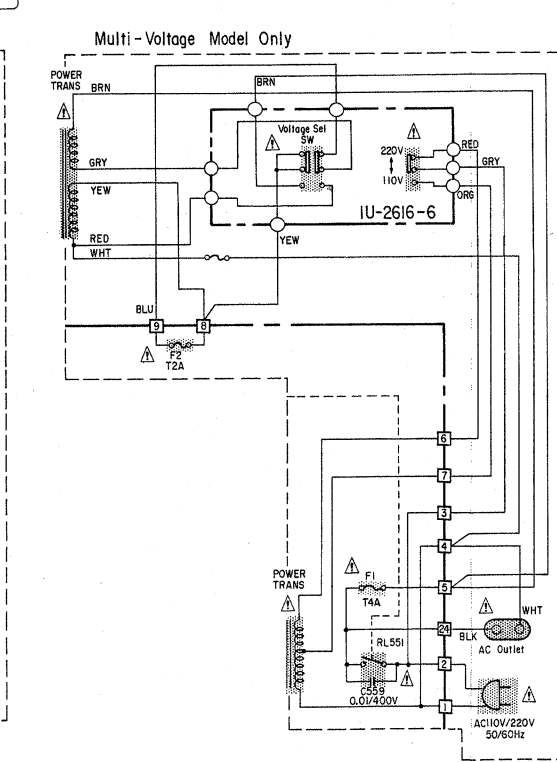 Multi-Voltage Model Only
POWER
TRANS
BRN
BRN
Voltage Sel
SW
220V
110V
RED
GRY
ORG
GRY
YEW
1U-2616-6
RED
WHT
YEW
BLU
9
8
F2
T2A
6
7
3
4
POWER
TRANS
F1
T4A
5
WHT
24
BLK
AC Outlet
RL551
2
C559
0.01/400V
1
AC110V/220V
50/60Hz